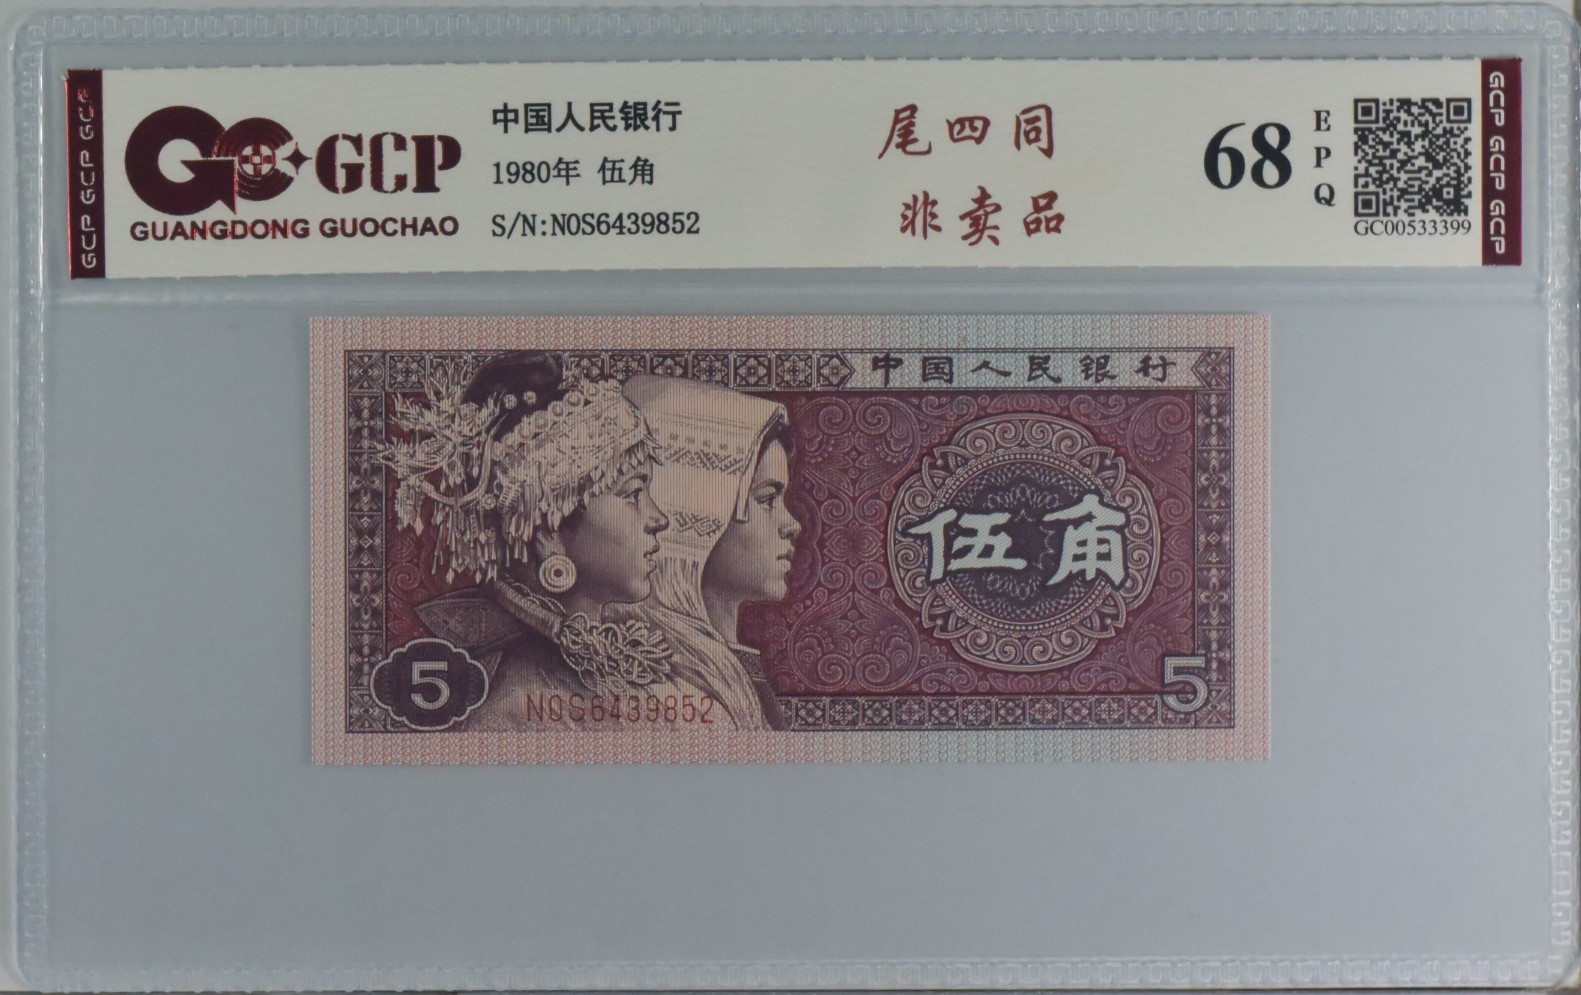 GCP GCP GCP
GCP
GUANGDONG GUOCHAO
中国人民银行
1980年 伍角
S/N:N0S6439852
尾四同
非卖品
68
EPQ
GC00533399
GCP GCP GCP
中国人民银行
伍角
5
N0S6439852
5